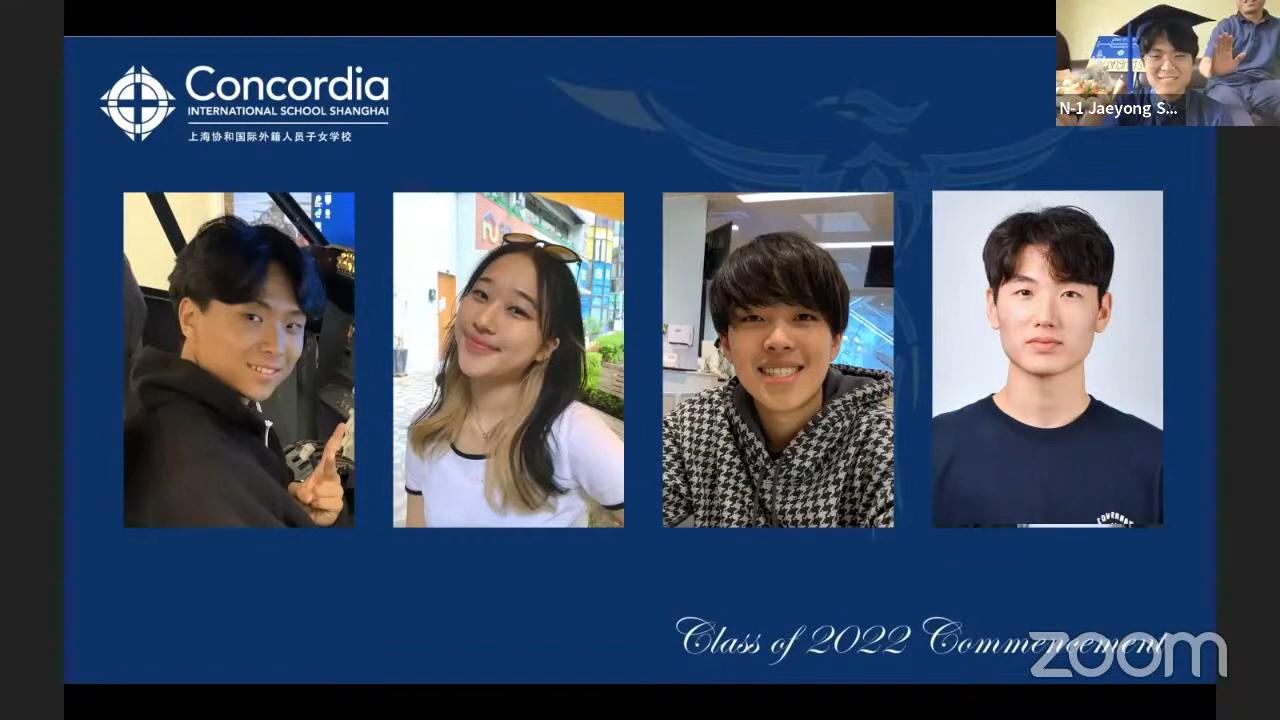 Concordia
INTERNATIONAL SCHOOL SHANGHAI
上海协和国际外籍人员子女学校
N-1 Jaeyong S...
Class of 2022 Commencement
zoom